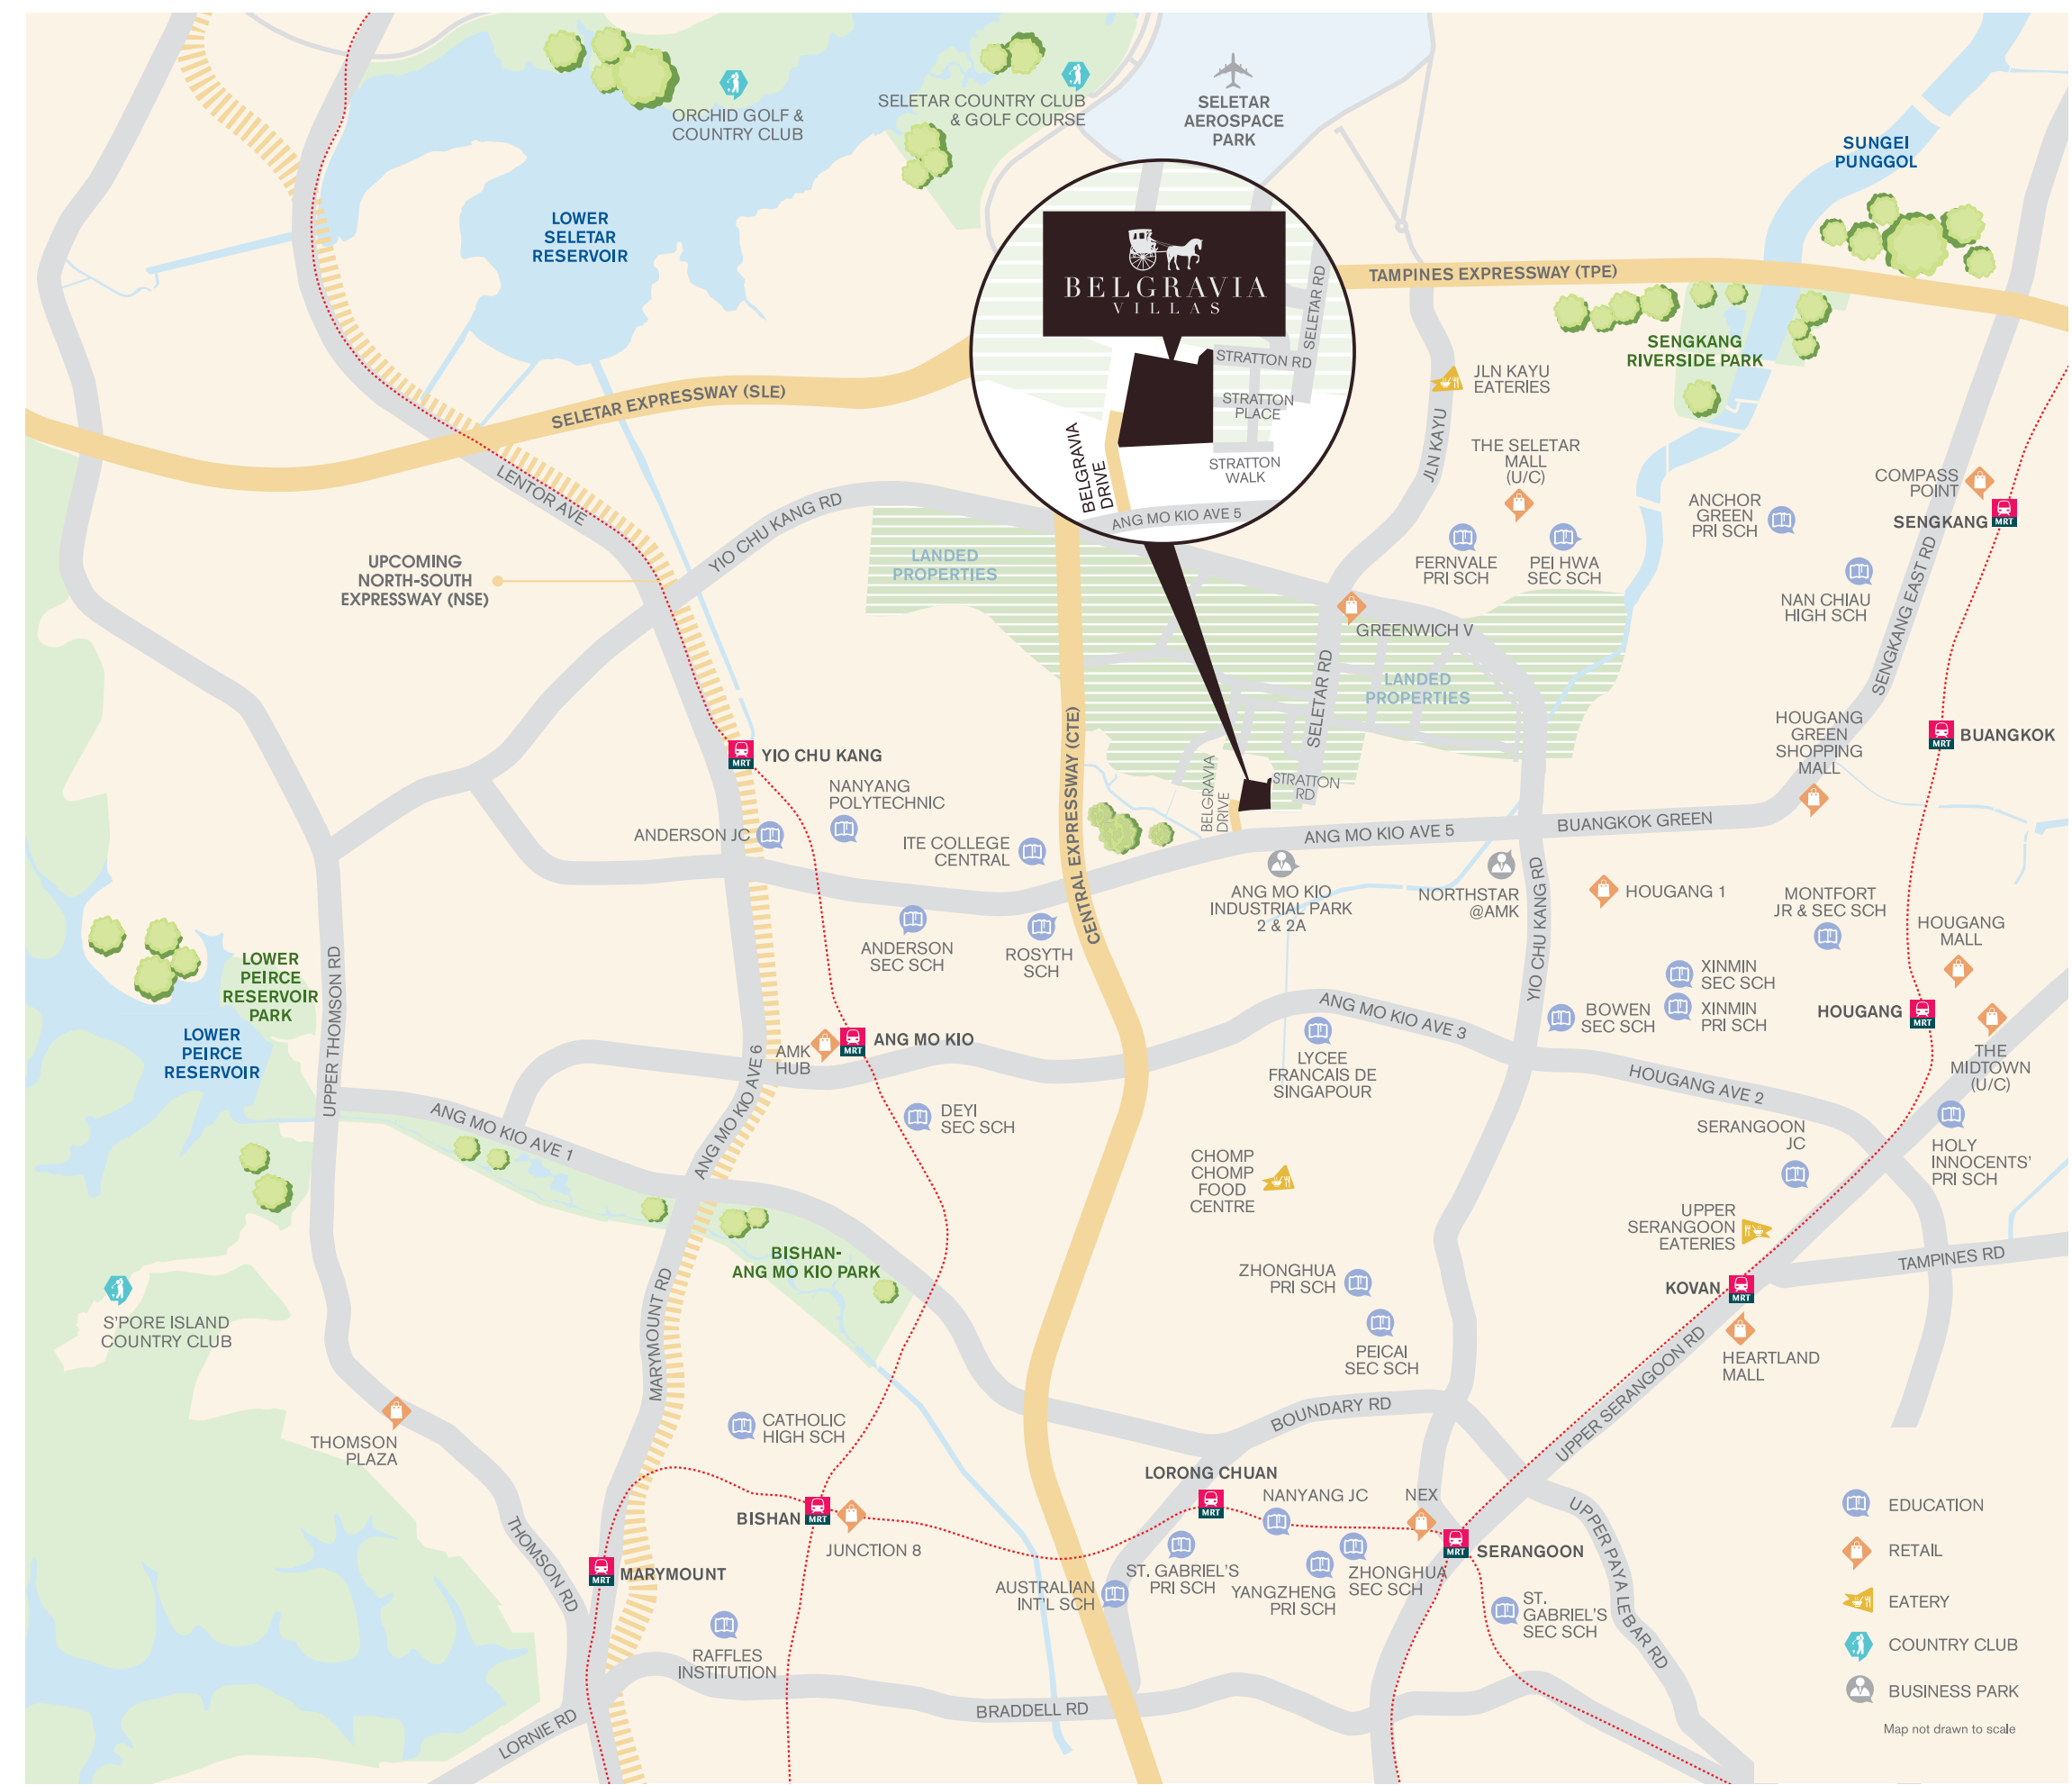 ORCHID GOLF &
COUNTRY CLUB
SELETAR COUNTRY CLUB
& GOLF COURSE
SELETAR
AEROSPACE
PARK
SUNGEI
PUNGGOL
LOWER
SELETAR
RESERVOIR
BELGRAVIA
VILLAS
SELETAR RD
STRATTON RD
STRATTON
PLACE
STRATTON
WALK
BELGRAVIA
DRIVE
ANG MO KIO AVE 5
TAMPINES EXPRESSWAY (TPE)
SENGKANG
RIVERSIDE PARK
JLN KAYU
EATERIES
JLN KAYU
THE SELETAR
MALL
(U/C)
SELETAR EXPRESSWAY (SLE)
LENTOR AVE
YIO CHU KANG RD
UPCOMING
NORTH-SOUTH
EXPRESSWAY (NSE)
LANDED
PROPERTIES
FERNVALE
PRI SCH
PEI HWA
SEC SCH
ANCHOR
GREEN
PRI SCH
COMPASS
POINT
SENGKANG
MRT
NAN CHIAU
HIGH SCH
SENGKANG EAST RD
GREENWICH V
LANDED
PROPERTIES
SELETAR RD
HOUGANG
GREEN
SHOPPING
MALL
MRT
BUANGKOK
MRT
YIO CHU KANG
NANYANG
POLYTECHNIC
ANDERSON JC
ITE COLLEGE
CENTRAL
CENTRAL EXPRESSWAY (CTE)
BELGRAVIA
DRIVE
STRATTON
RD
ANG MO KIO AVE 5
BUANGKOK GREEN
ANG MO KIO
INDUSTRIAL PARK
2 & 2A
NORTHSTAR
@AMK
YIO CHU KANG RD
HOUGANG 1
MONTFORT
JR & SEC SCH
HOUGANG
MALL
ANDERSON
SEC SCH
ROSYTH
SCH
LOWER
PEIRCE
RESERVOIR
PARK
LOWER
PEIRCE
RESERVOIR
UPPER THOMSON RD
XINMIN
SEC SCH
BOWEN
SEC SCH
XINMIN
PRI SCH
HOUGANG
MRT
THE
MIDTOWN
(U/C)
AMK
HUB
MRT
ANG MO KIO
ANG MO KIO AVE 3
LYCEE
FRANCAIS DE
SINGAPOUR
HOUGANG AVE 2
ANG MO KIO AVE 6
ANG MO KIO AVE 1
DEYI
SEC SCH
SERANGOON
JC
HOLY
INNOCENTS'
PRI SCH
CHOMP
CHOMP
FOOD
CENTRE
UPPER
SERANGOON
EATERIES
TAMPINES RD
BISHAN-
ANG MO KIO PARK
ZHONGHUA
PRI SCH
KOVAN
MRT
S'PORE ISLAND
COUNTRY CLUB
MARYMOUNT RD
PEICAI
SEC SCH
HEARTLAND
MALL
UPPER SERANGOON RD
BOUNDARY RD
THOMSON
PLAZA
CATHOLIC
HIGH SCH
LORONG CHUAN
MRT
NANYANG JC
NEX
BISHAN
MRT
JUNCTION 8
THOMSON RD
MRT
MARYMOUNT
AUSTRALIAN
INT'L SCH
ST. GABRIEL'S
PRI SCH
YANGZHENG
PRI SCH
ZHONGHUA
SEC SCH
MRT
SERANGOON
ST.
GABRIEL'S
SEC SCH
UPPER PAYA LEBAR RD
RAFFLES
INSTITUTION
LORNIE RD
BRADDELL RD
EDUCATION
RETAIL
EATERY
COUNTRY CLUB
BUSINESS PARK
Map not drawn to scale